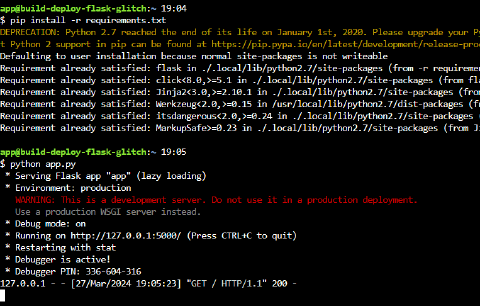 app@build-deploy-flask-glitch:~ 19:04
$ pip install -r requirements.txt
DEPRECATION: Python 2.7 reached the end of its life on January 1st, 2020. Please upgrade your Py
t Python 2 support in pip can be found at https://pip.pypa.io/en/latest/development/release-proc
Defaulting to user installation because normal site-packages is not writeable
Requirement already satisfied: flask in ./.local/lib/python2.7/site-packages (from -r requiremen
Requirement already satisfied: click<8.0,>=5.1 in ./.local/lib/python2.7/site-packages (from fla
Requirement already satisfied: Jinja2<3.0,>=2.10.1 in ./.local/lib/python2.7/site-packages (from
Requirement already satisfied: Werkzeug<2.0,>=0.15 in /usr/local/lib/python2.7/dist-packages (fr
Requirement already satisfied: itsdangerous<2.0,>=0.24 in ./.local/lib/python2.7/site-packages (
Requirement already satisfied: MarkupSafe>=0.23 in ./.local/lib/python2.7/site-packages (from Ji
app@build-deploy-flask-glitch:~ 19:05
$ python app.py
* Serving Flask app "app" (lazy loading)
* Environment: production
WARNING: This is a development server. Do not use it in a production deployment.
Use a production WSGI server instead.
* Debug mode: on
* Running on http://127.0.0.1:5000/ (Press CTRL+C to quit)
* Restarting with stat
* Debugger is active!
* Debugger PIN: 336-604-316
127.0.0.1 - - [27/Mar/2024 19:05:23] "GET / HTTP/1.1" 200 -